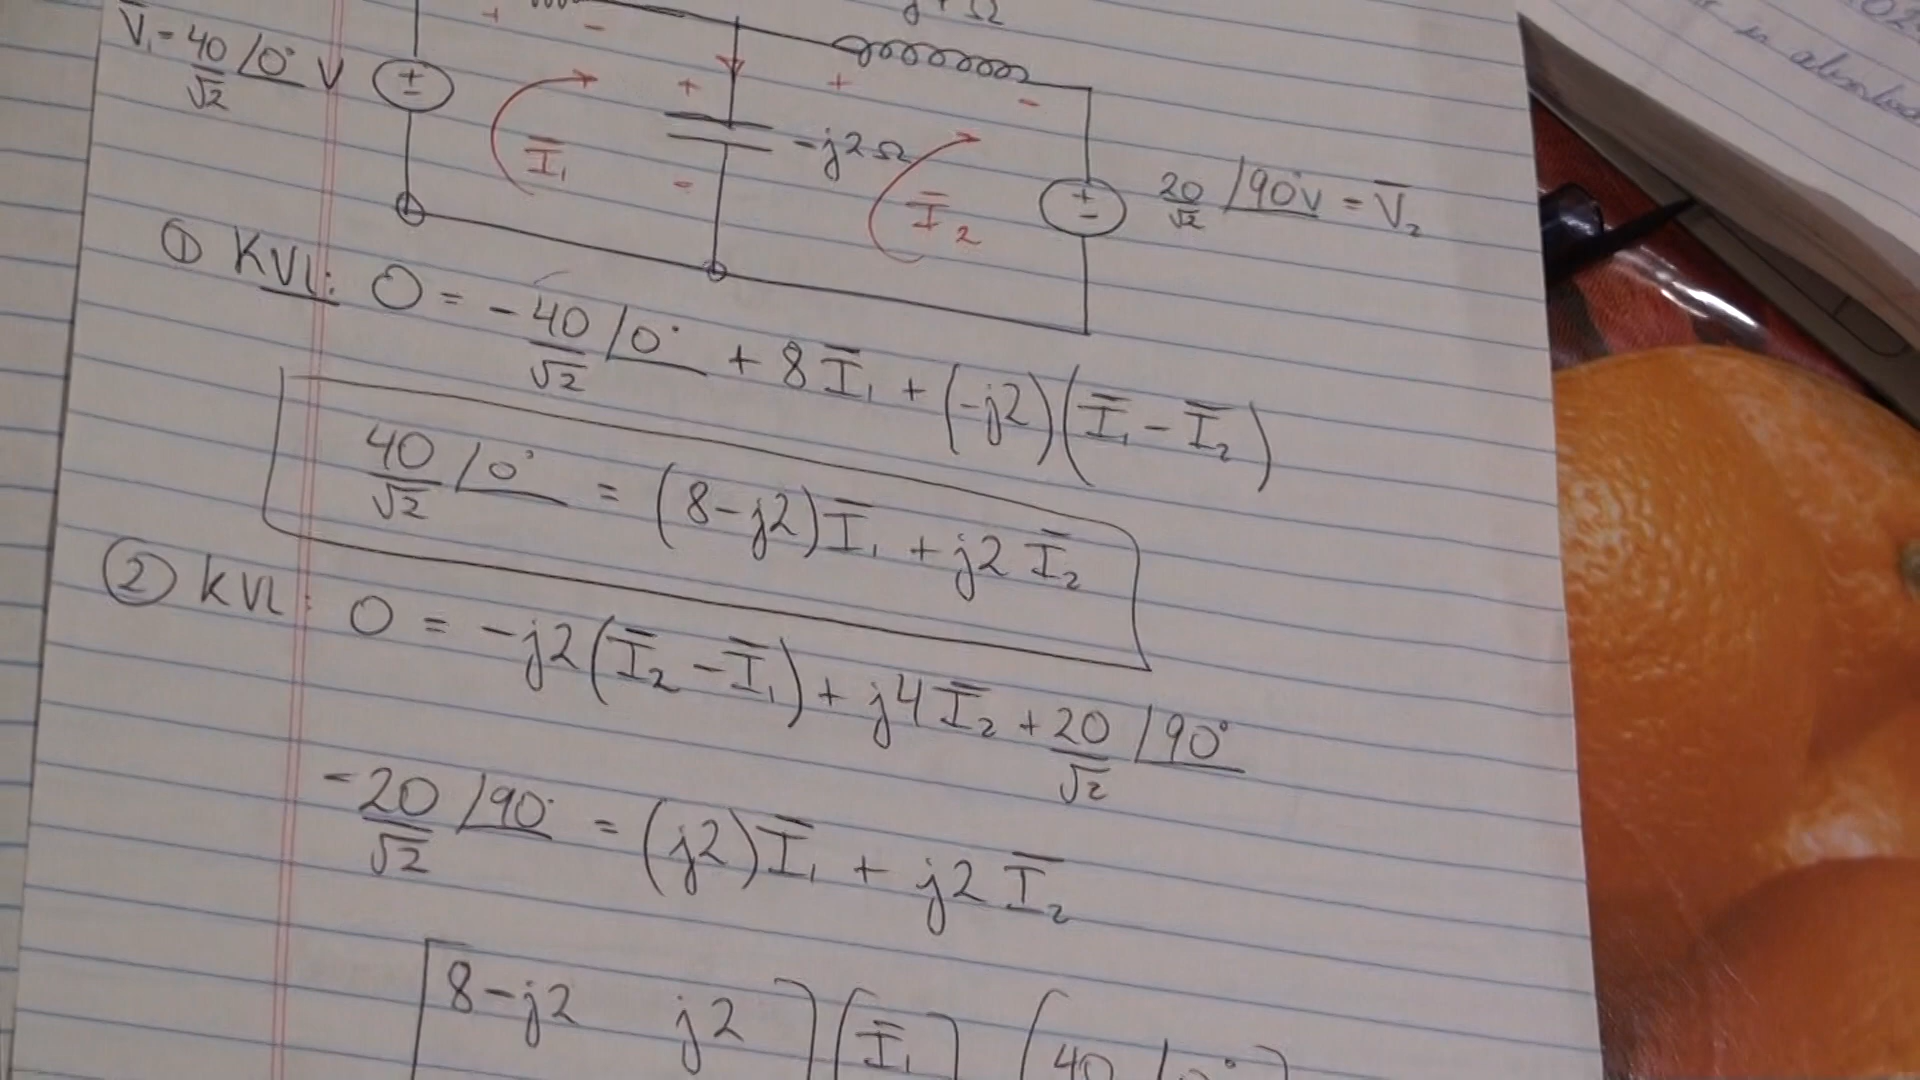 V̄₁ = 40/√2 /0° V
-j2Ω
Ī₁
Ī₂
20/√2 /90° V = V̄₂
① KVL: 0 = -40/√2 /0° + 8Ī₁ + (-j2)(Ī₁ - Ī₂)
40/√2 /0° = (8-j2)Ī₁ + j2Ī₂
② KVL: 0 = -j2(Ī₂ - Ī₁) + j4Ī₂ + 20/√2 /90°
-20/√2 /90° = (j2)Ī₁ + j2Ī₂
[8-j2 j2] [Ī₁] [40 /0°]